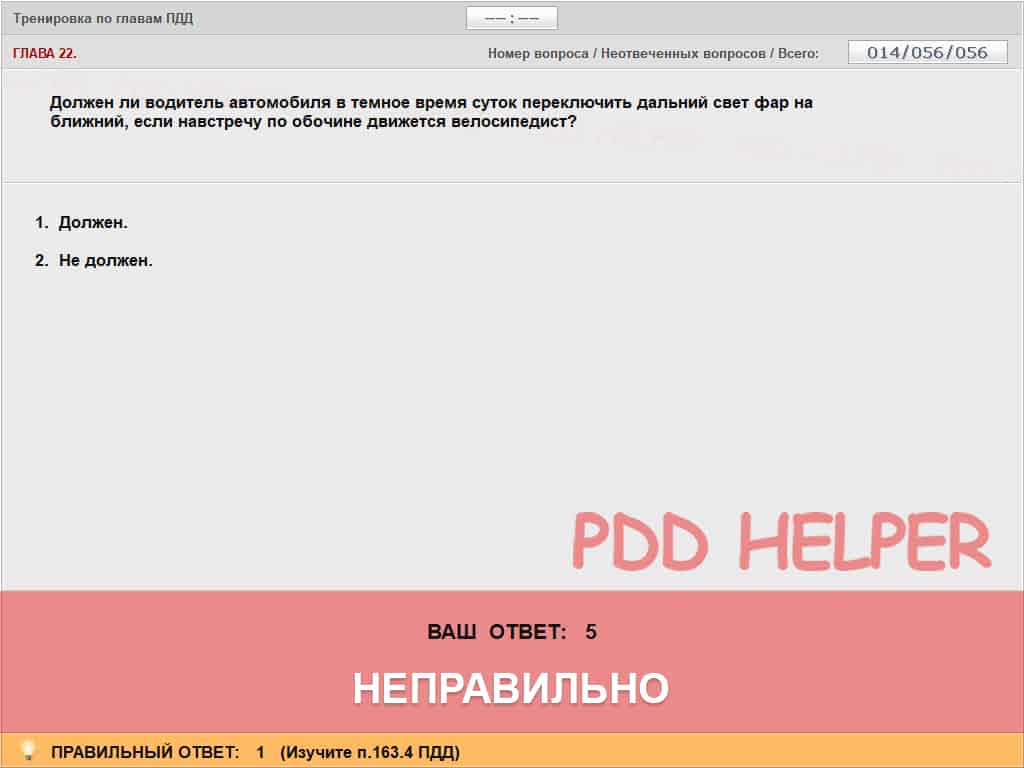 Тренировка по главам ПДД
−− : −−
ГЛАВА 22.
Номер вопроса / Неотвеченных вопросов / Всего: 014/056/056
Должен ли водитель автомобиля в темное время суток переключить дальний свет фар на
ближний, если навстречу по обочине движется велосипедист?
1. Должен.
2. Не должен.
PDD HELPER
ВАШ ОТВЕТ: 5
НЕПРАВИЛЬНО
ПРАВИЛЬНЫЙ ОТВЕТ: 1 (Изучите п.163.4 ПДД)